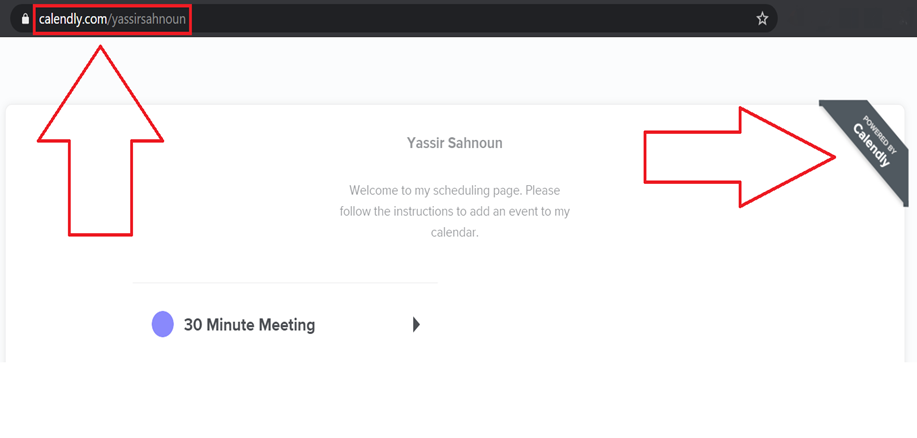 calendly.com/yassirsahnoun
POWERED BY
Calendly
Yassir Sahnoun
Welcome to my scheduling page. Please
follow the instructions to add an event to my
calendar.
30 Minute Meeting